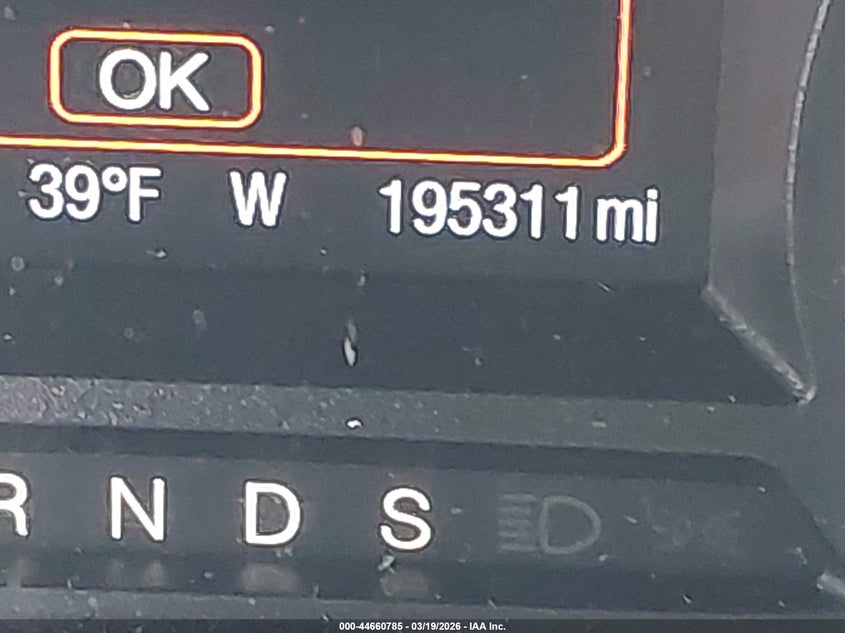 OK
39°F W 195311 mi
R N D S
000-44660785 - 03/19/2026 - IAA Inc.